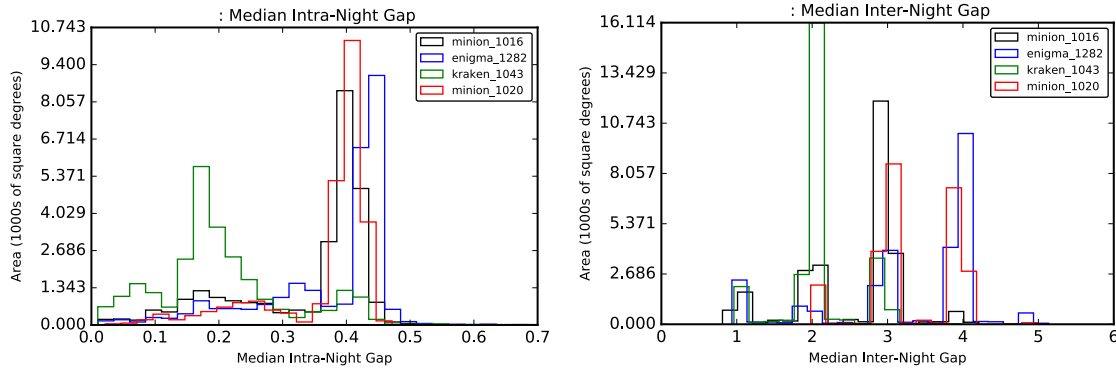 : Median Intra-Night Gap
10.743
9.400
8.057
6.714
5.371
4.029
2.686
1.343
0.000
Area (1000s of square degrees)
minion_1016
enigma_1282
kraken_1043
minion_1020
0.0 0.1 0.2 0.3 0.4 0.5 0.6 0.7
Median Intra-Night Gap
: Median Inter-Night Gap
16.114
13.429
10.743
8.057
5.371
2.686
0.000
Area (1000s of square degrees)
minion_1016
enigma_1282
kraken_1043
minion_1020
0 1 2 3 4 5 6
Median Inter-Night Gap